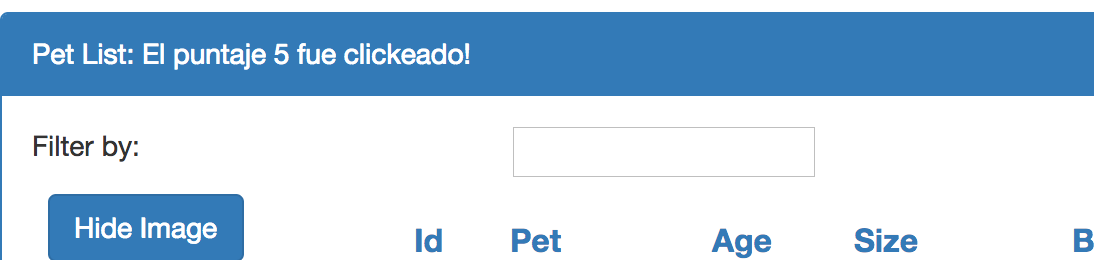 Pet List: El puntaje 5 fue clickeado!
Filter by:
Hide Image Id Pet Age Size B